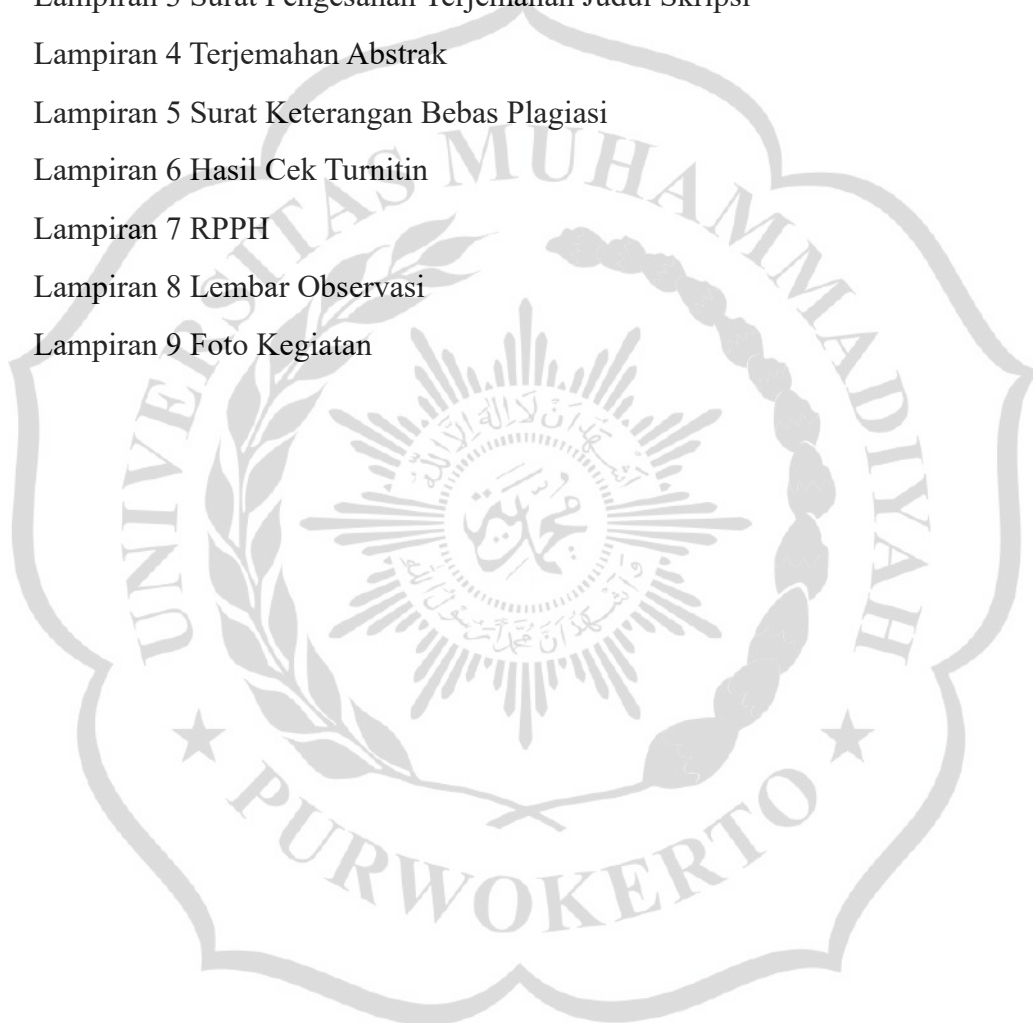 Lampiran 3 Surat Pengesahan Terjemahan Judul Skripsi
Lampiran 4 Terjemahan Abstrak
Lampiran 5 Surat Keterangan Bebas Plagiasi
Lampiran 6 Hasil Cek Turnitin
Lampiran 7 RPPH
Lampiran 8 Lembar Observasi
Lampiran 9 Foto Kegiatan
UNIVERSITAS MUHAMMADIYAH
PURWOKERTO